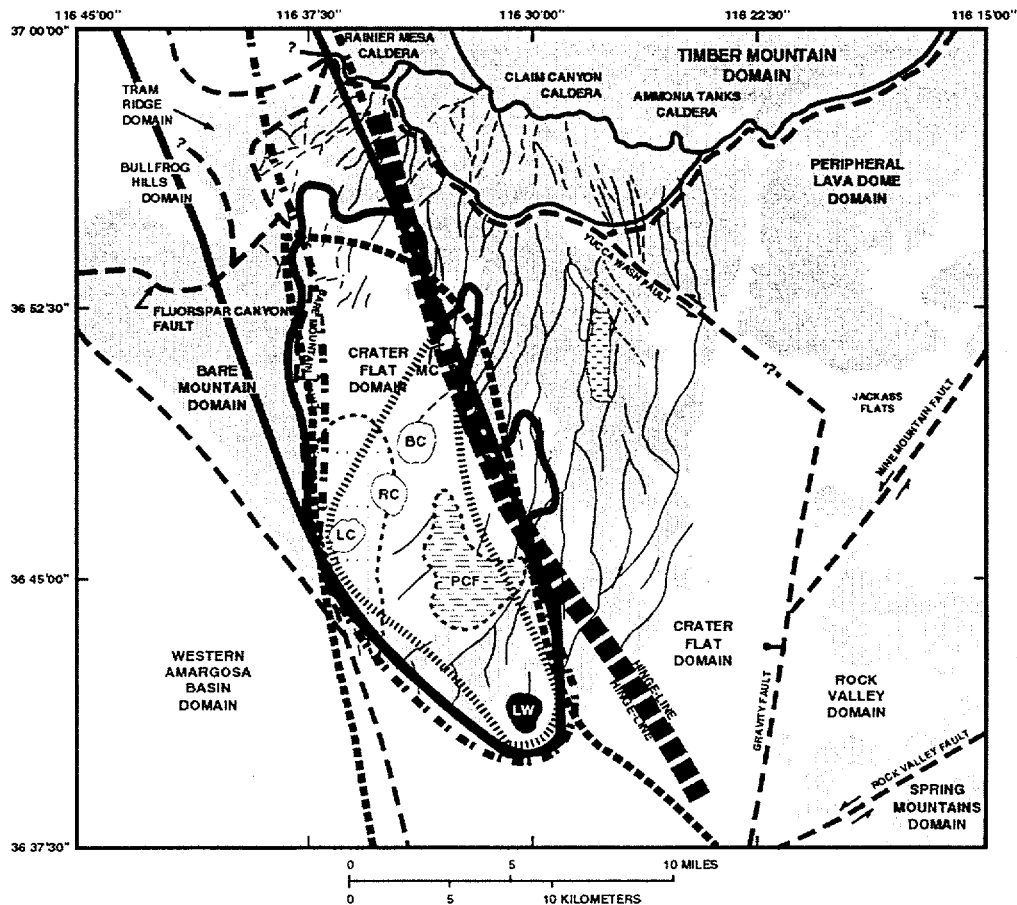 116 45'00"
116 37'30"
116 30'00"
116 22'30"
116 15'00"
37 00'00"
?
RAINIER MESA
CALDERA
TIMBER MOUNTAIN
DOMAIN
CLAIM CANYON
CALDERA
AMMONIA TANKS
CALDERA
TRAM
RIDGE
DOMAIN
?
BULLFROG
HILLS
DOMAIN
PERIPHERAL
LAVA DOME
DOMAIN
YUCCA WASH FAULT
36 52'30"
FLUORSPAR CANYON
FAULT
BARE MOUNTAIN
CRATER
FLAT
DOMAIN
MC
BARE
MOUNTAIN
DOMAIN
?
JACKASS
FLATS
MINE MOUNTAIN FAULT
BC
RC
LC
36 45'00"
PCF
WESTERN
AMARGOSA
BASIN
DOMAIN
CRATER
FLAT
DOMAIN
HINGE-LINE
HINGE-LINE
LW
GRAVITY FAULT
ROCK
VALLEY
DOMAIN
ROCK VALLEY FAULT
SPRING
MOUNTAINS
DOMAIN
36 37'30"
0 5 10 MILES
0 5 10 KILOMETERS